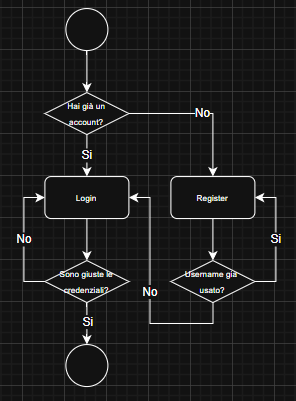 Hai già un
account?
No
Si
Login
Register
No
Si
Sono giuste le
credenziali?
Username già
usato?
No
Si